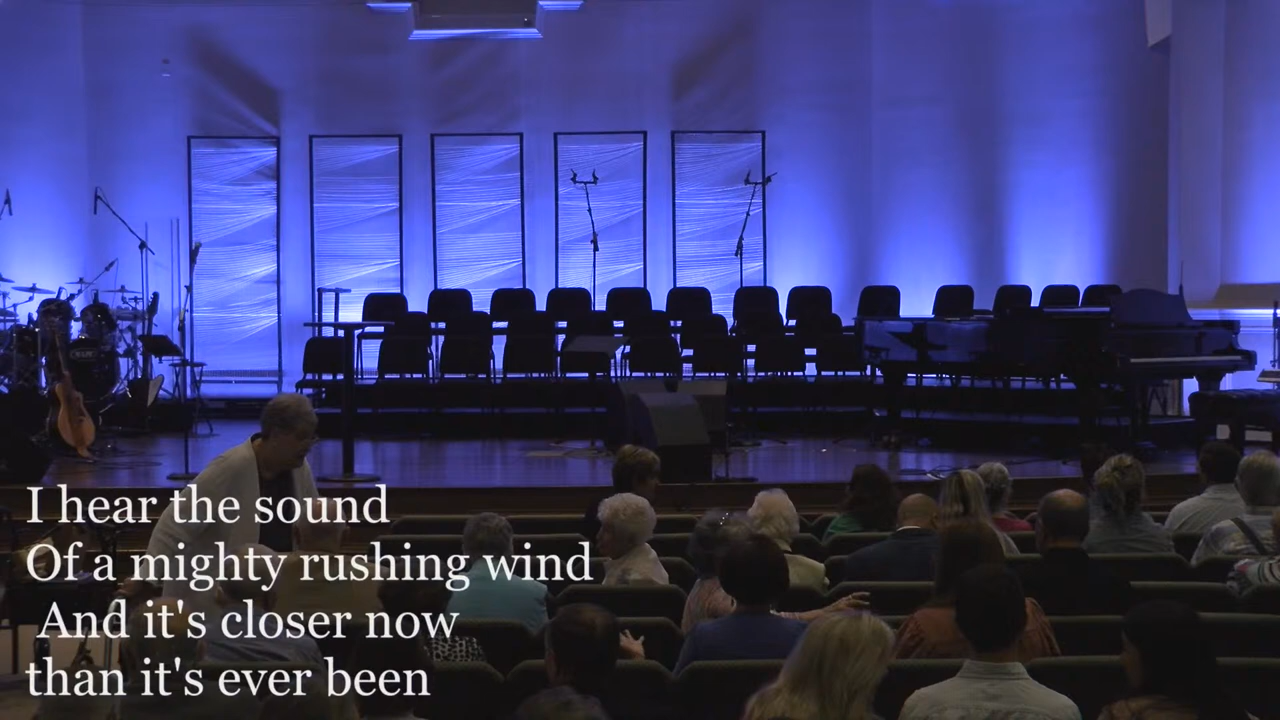 I hear the sound
Of a mighty rushing wind
And it's closer now
than it's ever been